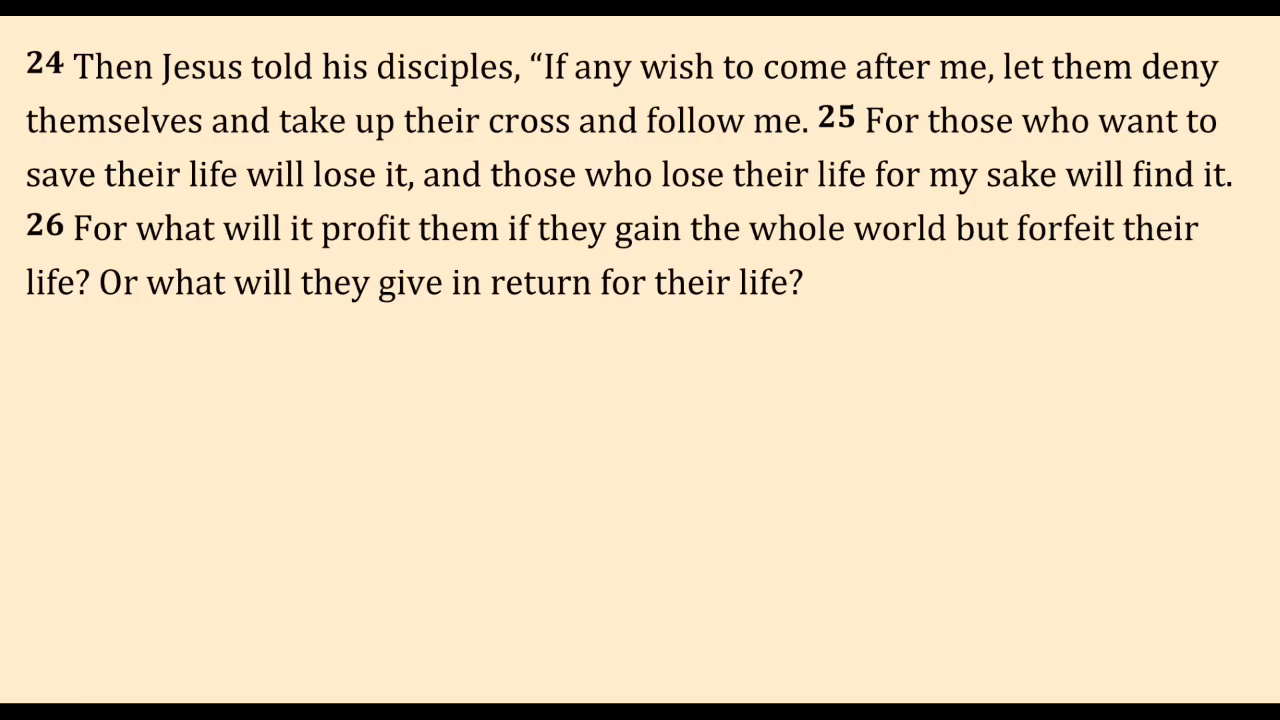 24 Then Jesus told his disciples, “If any wish to come after me, let them deny
themselves and take up their cross and follow me. 25 For those who want to
save their life will lose it, and those who lose their life for my sake will find it.
26 For what will it profit them if they gain the whole world but forfeit their
life? Or what will they give in return for their life?